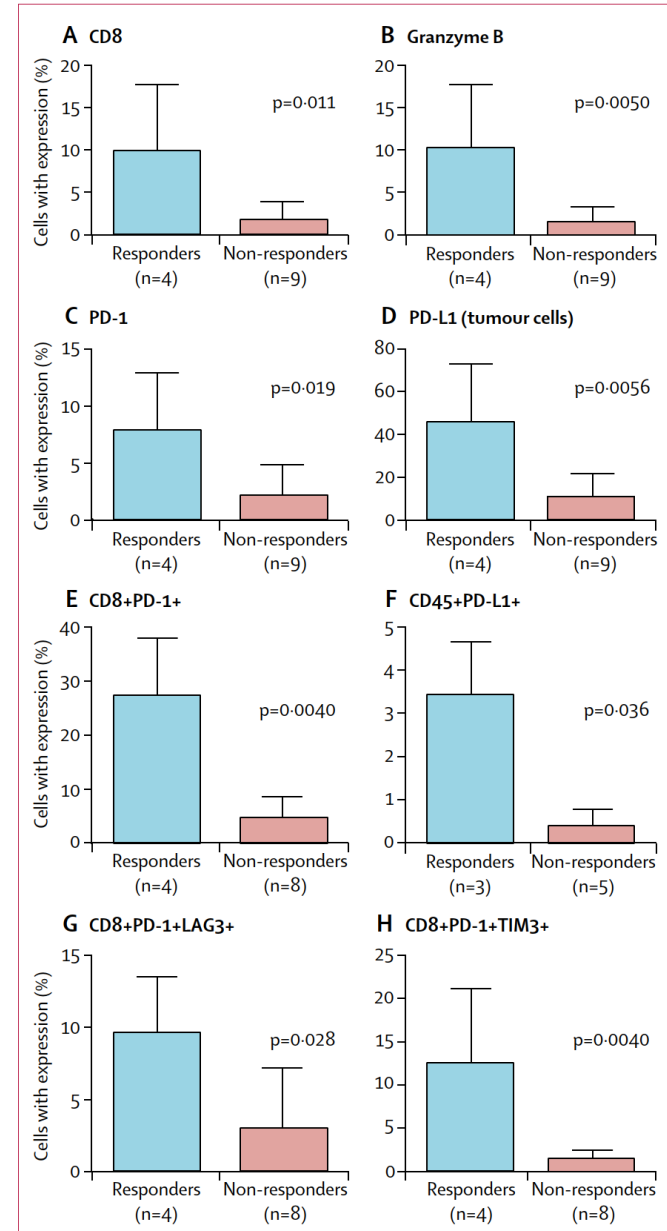 A CD8
Cells with expression (%)
20
15
10
5
0
p=0·011
Responders
(n=4)
Non-responders
(n=9)
B Granzyme B
20
15
10
5
0
p=0·0050
Responders
(n=4)
Non-responders
(n=9)
C PD-1
Cells with expression (%)
15
10
5
0
p=0·019
Responders
(n=4)
Non-responders
(n=9)
D PD-L1 (tumour cells)
80
60
40
20
0
p=0·0056
Responders
(n=4)
Non-responders
(n=9)
E CD8+PD-1+
Cells with expression (%)
40
30
20
10
0
p=0·0040
Responders
(n=4)
Non-responders
(n=8)
F CD45+PD-L1+
5
4
3
2
1
0
p=0·036
Responders
(n=3)
Non-responders
(n=5)
G CD8+PD-1+LAG3+
Cells with expression (%)
15
10
5
0
p=0·028
Responders
(n=4)
Non-responders
(n=8)
H CD8+PD-1+TIM3+
25
20
15
10
5
0
p=0·0040
Responders
(n=4)
Non-responders
(n=8)